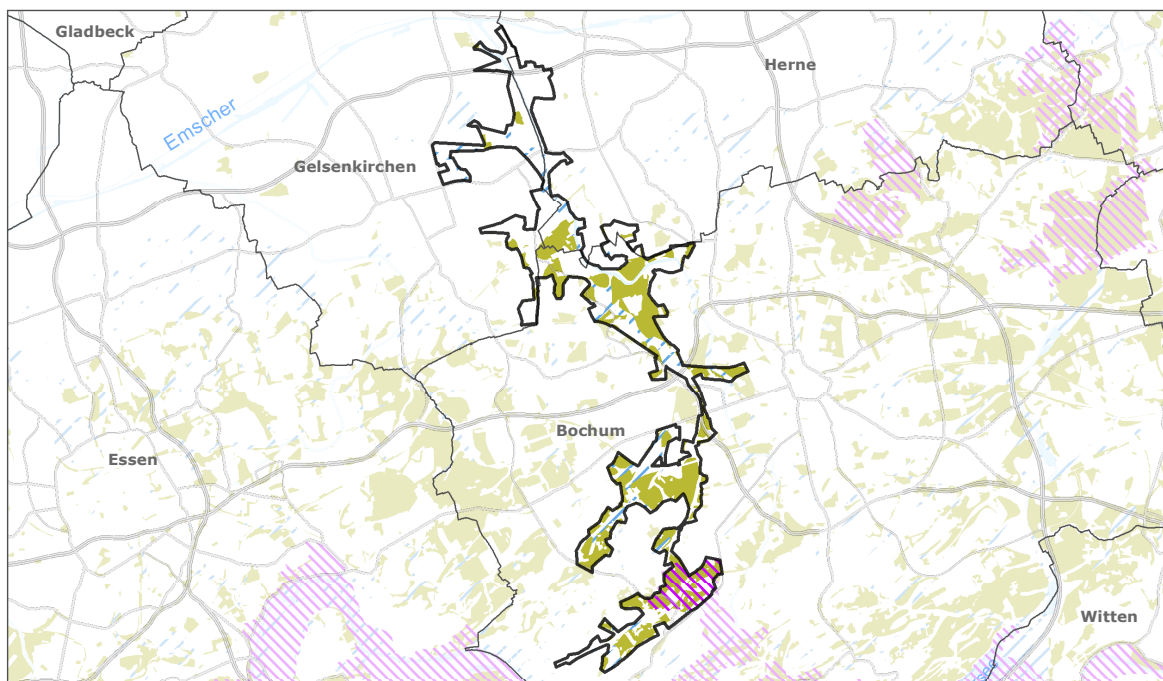 Gladbeck
Herne
Emscher
Gelsenkirchen
Bochum
Essen
Witten